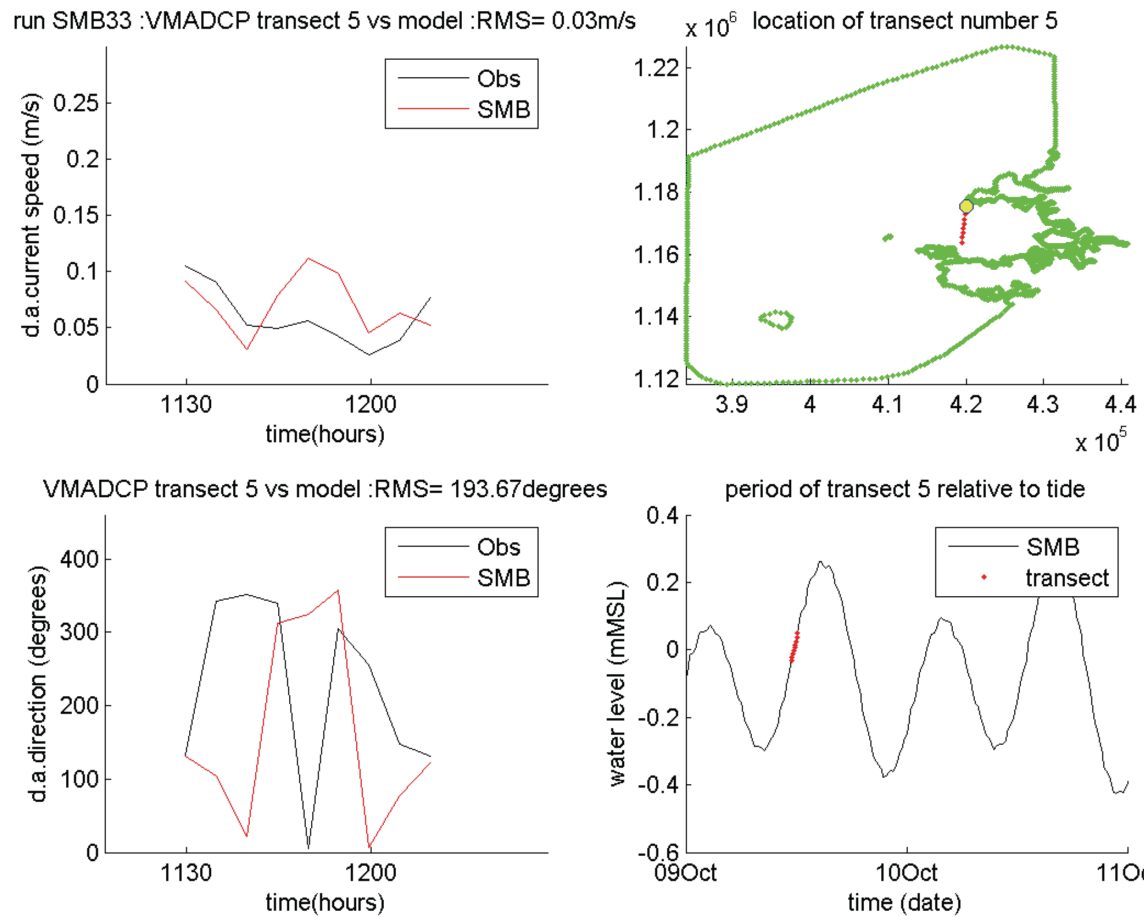 run SMB33 :VMADCP transect 5 vs model :RMS= 0.03m/s
Obs
SMB
0.25
0.2
0.15
0.1
0.05
0
1130
1200
d.a.current speed (m/s)
time(hours)
x 10⁶ location of transect number 5
1.22
1.2
1.18
1.16
1.14
1.12
3.9
4
4.1
4.2
4.3
4.4
x 10⁵
VMADCP transect 5 vs model :RMS= 193.67degrees
Obs
SMB
400
300
200
100
0
1130
1200
d.a.direction (degrees)
time(hours)
period of transect 5 relative to tide
SMB
transect
0.4
0.2
0
-0.2
-0.4
-0.6
09Oct
10Oct
11Oc
water level (mMSL)
time (date)